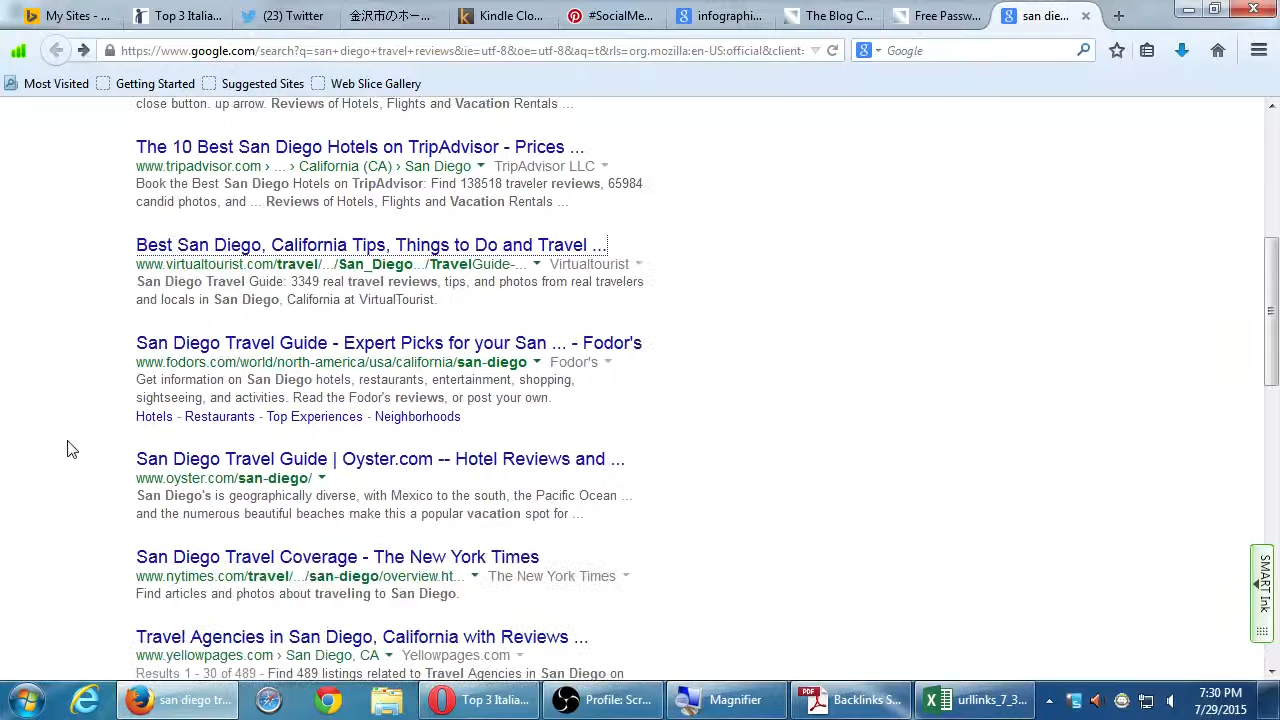 My Sites - ...
Top 3 Italia...
(23) Twitter
金沢市のホー...
Kindle Clo...
#SocialMe...
infographi...
The Blog C...
Free Passw...
san die...
https://www.google.com/search?q=san+diego+travel+reviews&ie=utf-8&oe=utf-8&aq=t&rls=org.mozilla:en-US:official&client=
Google
Most Visited
Getting Started
Suggested Sites
Web Slice Gallery
close button. up arrow. Reviews of Hotels, Flights and Vacation Rentals ...
The 10 Best San Diego Hotels on TripAdvisor - Prices ...
www.tripadvisor.com › ... › California (CA) › San Diego TripAdvisor LLC
Book the Best San Diego Hotels on TripAdvisor: Find 138518 traveler reviews, 65984
candid photos, and ... Reviews of Hotels, Flights and Vacation Rentals ...
Best San Diego, California Tips, Things to Do and Travel ...
www.virtualtourist.com/travel/.../San_Diego.../TravelGuide-... Virtualtourist
San Diego Travel Guide: 3349 real travel reviews, tips, and photos from real travelers
and locals in San Diego, California at VirtualTourist.
San Diego Travel Guide - Expert Picks for your San ... - Fodor's
www.fodors.com/world/north-america/usa/california/san-diego Fodor's
Get information on San Diego hotels, restaurants, entertainment, shopping,
sightseeing, and activities. Read the Fodor's reviews, or post your own.
Hotels - Restaurants - Top Experiences - Neighborhoods
San Diego Travel Guide | Oyster.com -- Hotel Reviews and ...
www.oyster.com/san-diego/
San Diego's is geographically diverse, with Mexico to the south, the Pacific Ocean ...
and the numerous beautiful beaches make this a popular vacation spot for ...
San Diego Travel Coverage - The New York Times
www.nytimes.com/travel/.../san-diego/overview.ht... The New York Times
Find articles and photos about traveling to San Diego.
Travel Agencies in San Diego, California with Reviews ...
www.yellowpages.com › San Diego, CA Yellowpages.com
Results 1 - 30 of 489 - Find 489 listings related to Travel Agencies in San Diego on
SMART Ink
san diego tr...
Top 3 Italia...
Profile: Scr...
Magnifier
Backlinks S...
urllinks_7_3...
7:30 PM
7/29/2015